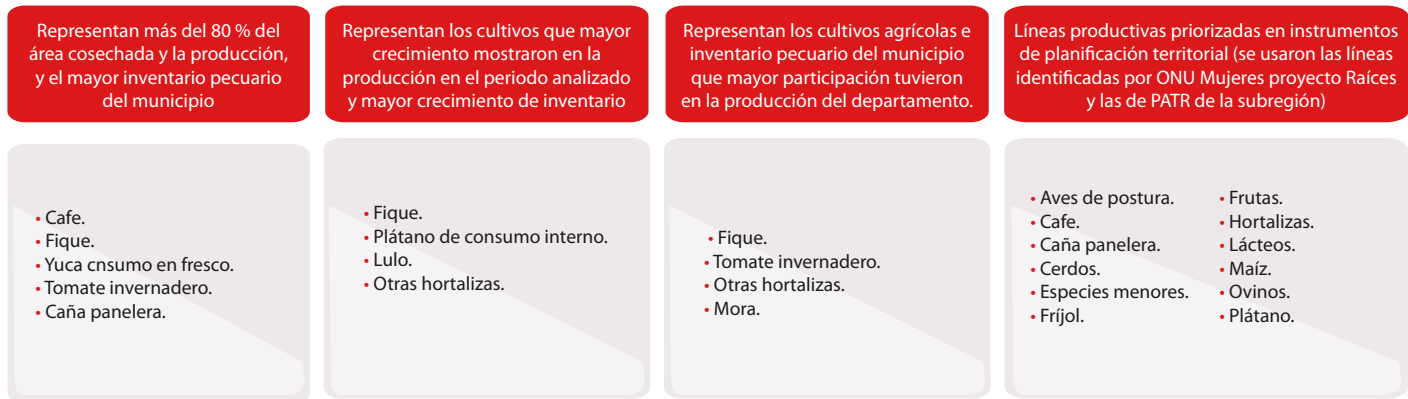 Representan más del 80 % del
área cosechada y la producción,
y el mayor inventario pecuario
del municipio
• Cafe.
• Fique.
• Yuca cnsumo en fresco.
• Tomate invernadero.
• Caña panelera.
Representan los cultivos que mayor
crecimiento mostraron en la
producción en el periodo analizado
y mayor crecimiento de inventario
• Fique.
• Plátano de consumo interno.
• Lulo.
• Otras hortalizas.
Representan los cultivos agrícolas e
inventario pecuario del municipio
que mayor participación tuvieron
en la producción del departamento.
• Fique.
• Tomate invernadero.
• Otras hortalizas.
• Mora.
Líneas productivas priorizadas en instrumentos
de planificación territorial (se usaron las líneas
identificadas por ONU Mujeres proyecto Raíces
y las de PATR de la subregión)
• Aves de postura.
• Cafe.
• Caña panelera.
• Cerdos.
• Especies menores.
• Fríjol.
• Frutas.
• Hortalizas.
• Lácteos.
• Maíz.
• Ovinos.
• Plátano.